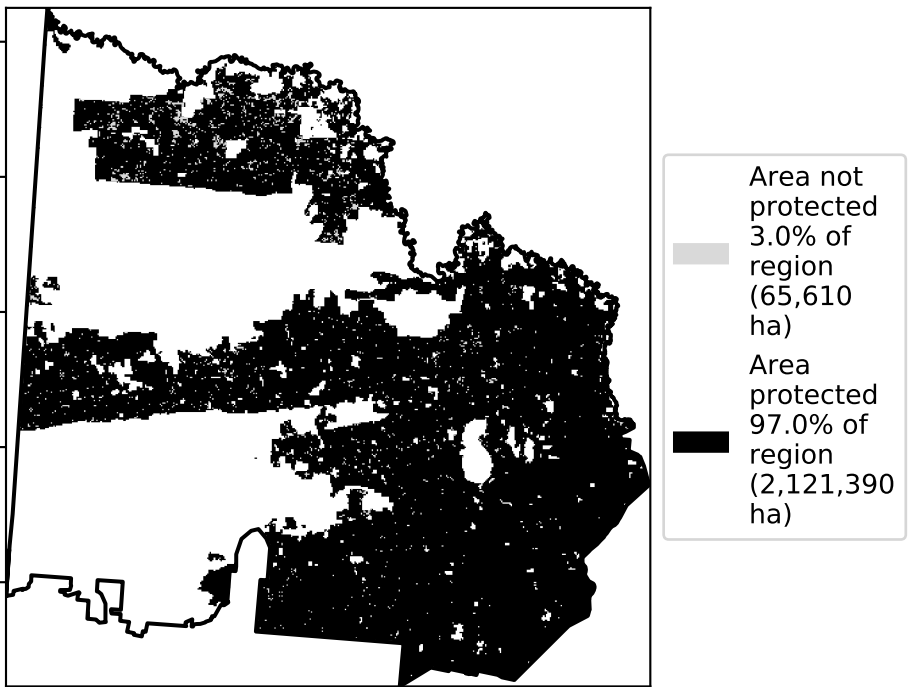 Area not
protected
3.0% of
region
(65,610
ha)
Area
protected
97.0% of
region
(2,121,390
ha)